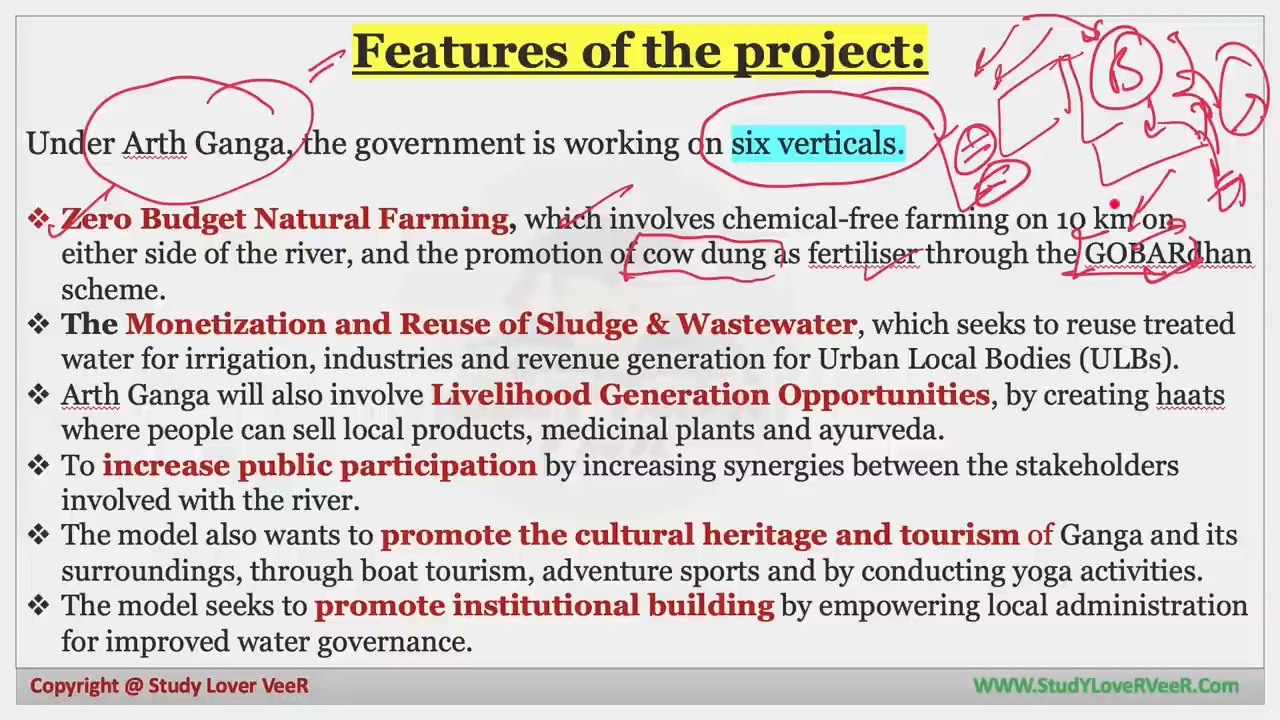 Features of the project:
B
Under Arth Ganga, the government is working on six verticals.
❖ Zero Budget Natural Farming, which involves chemical-free farming on 10 km on
either side of the river, and the promotion of cow dung as fertiliser through the GOBARdhan
scheme.
❖ The Monetization and Reuse of Sludge & Wastewater, which seeks to reuse treated
water for irrigation, industries and revenue generation for Urban Local Bodies (ULBs).
❖ Arth Ganga will also involve Livelihood Generation Opportunities, by creating haats
where people can sell local products, medicinal plants and ayurveda.
❖ To increase public participation by increasing synergies between the stakeholders
involved with the river.
❖ The model also wants to promote the cultural heritage and tourism of Ganga and its
surroundings, through boat tourism, adventure sports and by conducting yoga activities.
❖ The model seeks to promote institutional building by empowering local administration
for improved water governance.
Copyright @ Study Lover VeeR
WWW.StudYLoveRVeeR.Com